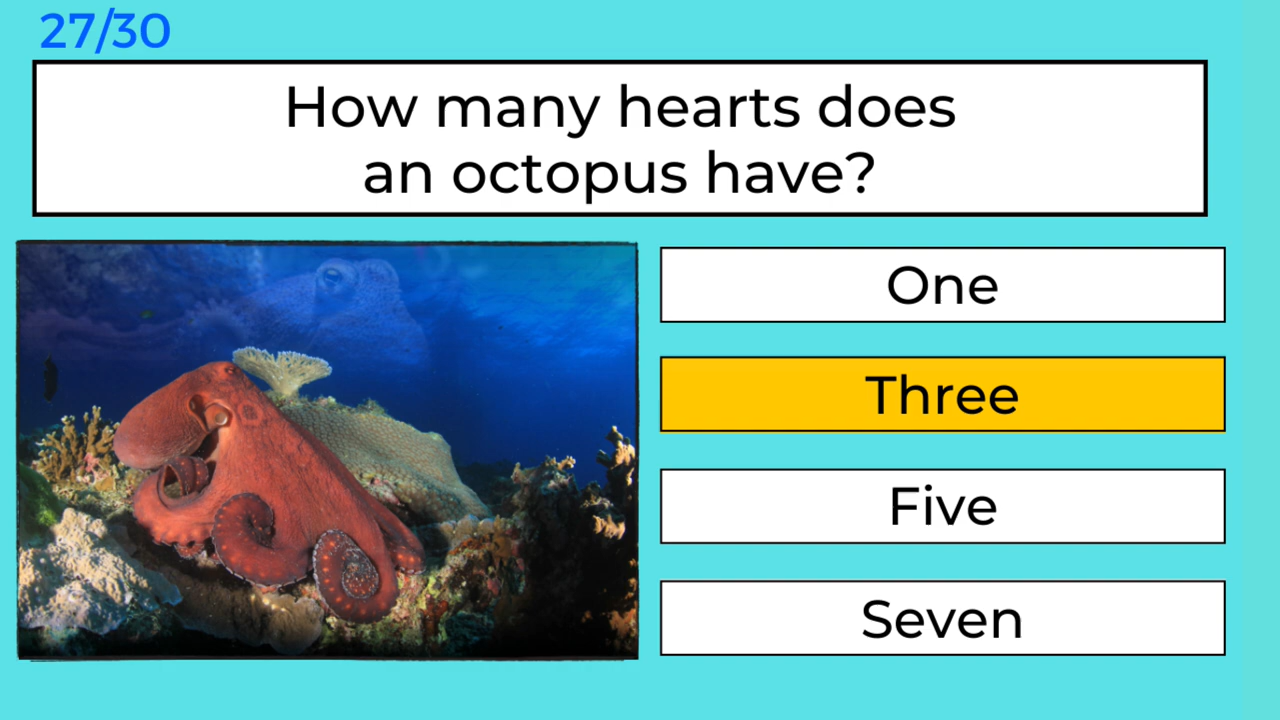 27/30
How many hearts does
an octopus have?
One
Three
Five
Seven